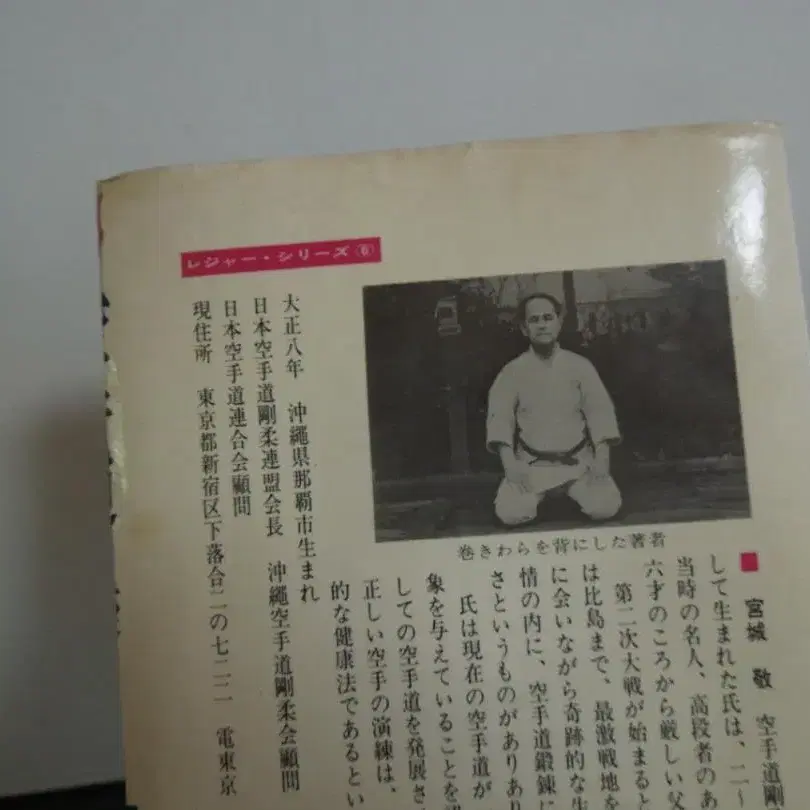 レジャー・シリーズ⑥
巻きわらを背にした著者
■宮城 敬 空手道剛
して生まれた氏は、二〜
当時の名人、高段者のあ
六才のころから厳しい父
第二次大戦が始まると
は比島まで、最激戦地を
に会いながら奇跡的な生
情の内に、空手道鍛錬に
さというものがありあり
氏は現在の空手道が
象を与えていることを
しての空手道を発展さ
正しい空手の演練は、
的な健康法であるとい
大正八年 沖繩県那覇市生まれ
日本空手道剛柔連盟会長 沖繩空手道剛柔会顧問
日本空手道連合会顧問
現住所 東京都新宿区下落合二の七二二 電東京